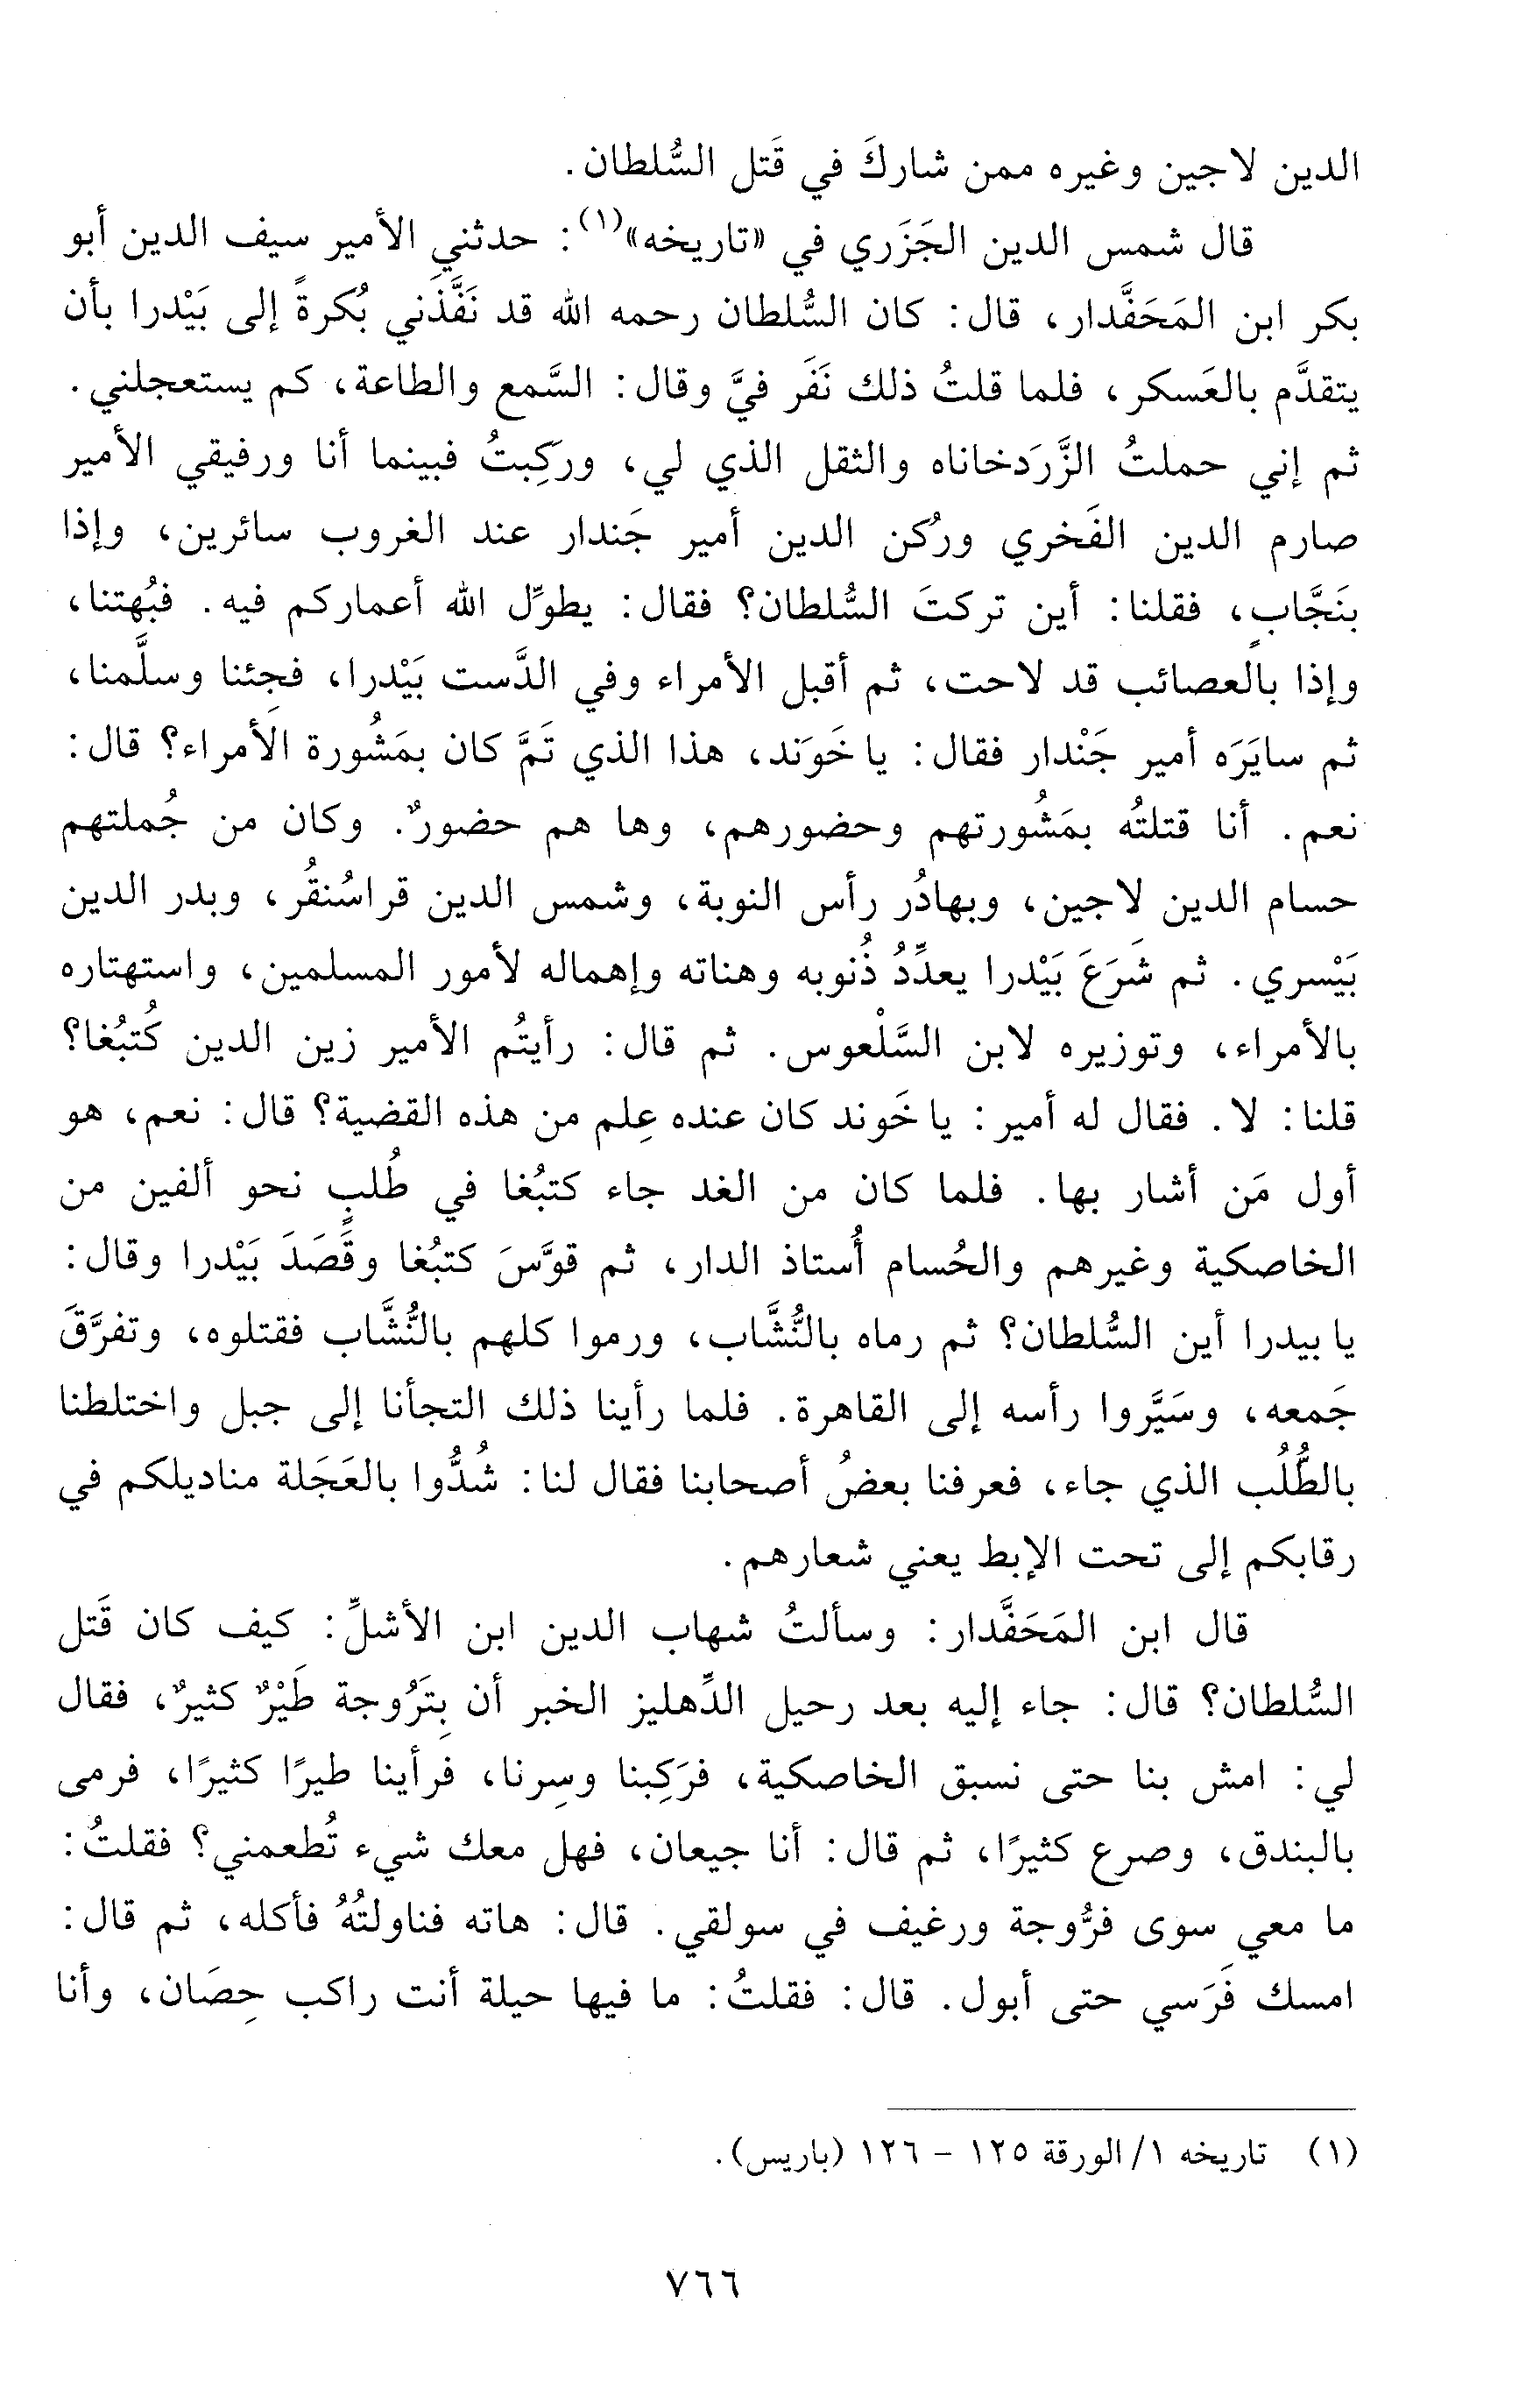 الدين لاجين وغيره ممن شاركَ في قَتل السُّلطان.
قال شمس الدين الجَزَري في «تاريخه»(١): حدثني الأمير سيف الدين أبو
بكر ابن المَحَفَّدار، قال: كان السُّلطان رحمه الله قد نَفَّذَني بُكرةً إلى بَيْدرا بأن
يتقدَّم بالعَسكر، فلما قلتُ ذلك نَفَر فيَّ وقال: السَّمع والطاعة، كم يستعجلني.
ثم إني حملتُ الزَّرَدخاناه والثقل الذي لي، وركِبتُ فبينما أنا ورفيقي الأمير
صارم الدين الفَخري ورُكن الدين أمير جَندار عند الغروب سائرين، وإذا
بنَجَّابٍ، فقلنا: أين تركتَ السُّلطان؟ فقال: يطوِّل الله أعماركم فيه. فبُهتنا،
وإذا بالعصائب قد لاحت، ثم أقبل الأمراء وفي الدَّست بَيْدرا، فجِئنا وسلَّمنا،
ثم سايَرَه أمير جَنْدار فقال: يا خَوَند، هذا الذي تَمَّ كان بمَشُورة الأمراء؟ قال:
نعم. أنا قتلتُه بمَشُورتهم وحضورهم، وها هم حضورٌ. وكان من جُملتهم
حسام الدين لاجين، وبهادُر رأس النوبة، وشمس الدين قراسُنقُر، وبدر الدين
بَيْسري. ثم شَرَعَ بَيْدرا يعدِّدُ ذُنوبه وهناته وإهماله لأمور المسلمين، واستهتاره
بالأمراء، وتوزيره لابن السَّلْعوس. ثم قال: رأيتُم الأمير زين الدين كُتبُغا؟
قلنا: لا. فقال له أمير: يا خَوند كان عنده عِلم من هذه القضية؟ قال: نعم، هو
أول مَن أشار بها. فلما كان من الغد جاء كتبُغا في طُلبٍ نحو ألفين من
الخاصكية وغيرهم والحُسام أُستاذ الدار، ثم قوَّسَ كتبُغا وقَصَدَ بَيْدرا وقال:
يا بيدرا أين السُّلطان؟ ثم رماه بالنُّشَّاب، ورموا كلهم بالنُّشَّاب فقتلوه، وتفرَّقَ
جَمعه، وسَيَّروا رأسه إلى القاهرة. فلما رأينا ذلك التجأنا إلى جبل واختلطنا
بالطُّلُب الذي جاء، فعرفنا بعضُ أصحابنا فقال لنا: شُدُّوا بالعَجَلة مناديلكم في
رقابكم إلى تحت الإبط يعني شعارهم.
قال ابن المَحَفَّدار: وسألتُ شهاب الدين ابن الأشلِّ: كيف كان قَتل
السُّلطان؟ قال: جاء إليه بعد رحيل الدِّهليز الخبر أن بِتَرُوجة طَيْرٌ كثيرٌ، فقال
لي: امش بنا حتى نسبق الخاصكية، فركِبنا وسِرنا، فرأينا طيرًا كثيرًا، فرمى
بالبندق، وصرع كثيرًا، ثم قال: أنا جيعان، فهل معك شيء تُطعمني؟ فقلتُ:
ما معي سوى فرُّوجة ورغيف في سولقي. قال: هاته فناولتُهُ فأكله، ثم قال:
امسك فَرَسي حتى أبول. قال: فقلتُ: ما فيها حيلة أنت راكب حِصَان، وأنا
(١) تاريخه ١/ الورقة ١٢٥ - ١٢٦ (باريس).
٧٦٦